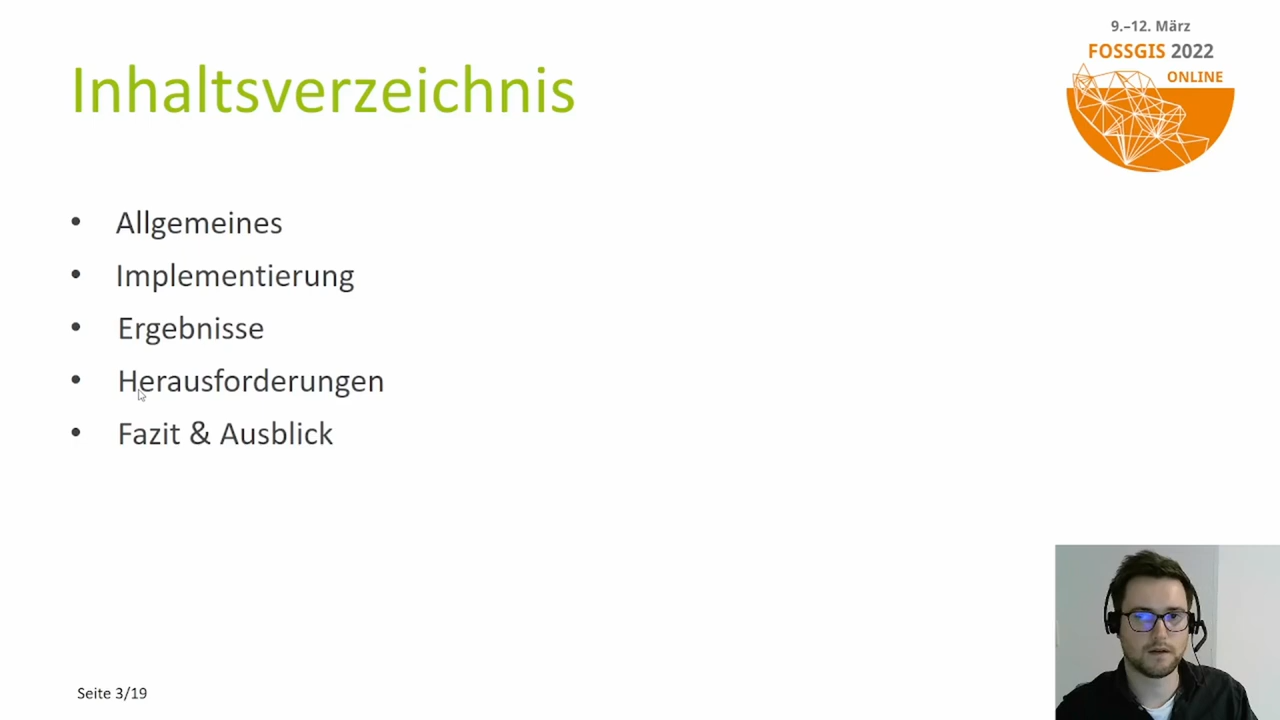 9.–12. März
FOSSGIS 2022
ONLINE
Inhaltsverzeichnis
• Allgemeines
• Implementierung
• Ergebnisse
• Herausforderungen
• Fazit & Ausblick
Seite 3/19